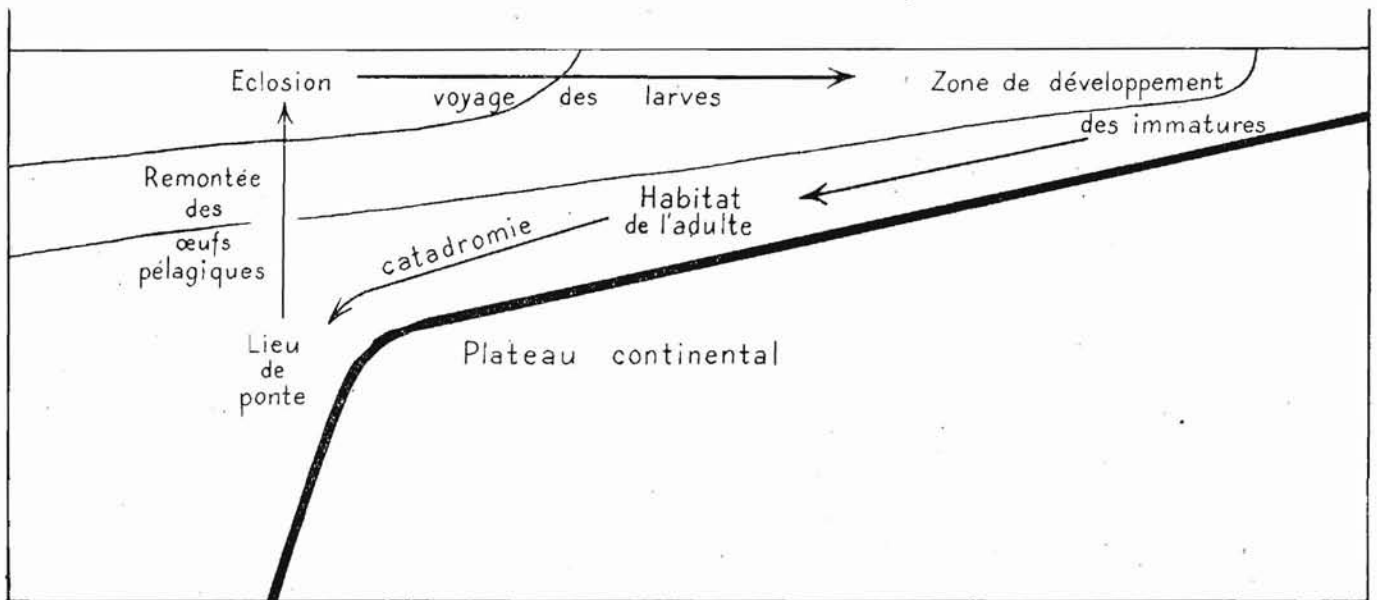 Eclosion
voyage des larves
Zone de développement
des immatures
Remontée
des
œufs
pélagiques
Habitat
de l'adulte
catadromie
Lieu
de
ponte
Plateau continental